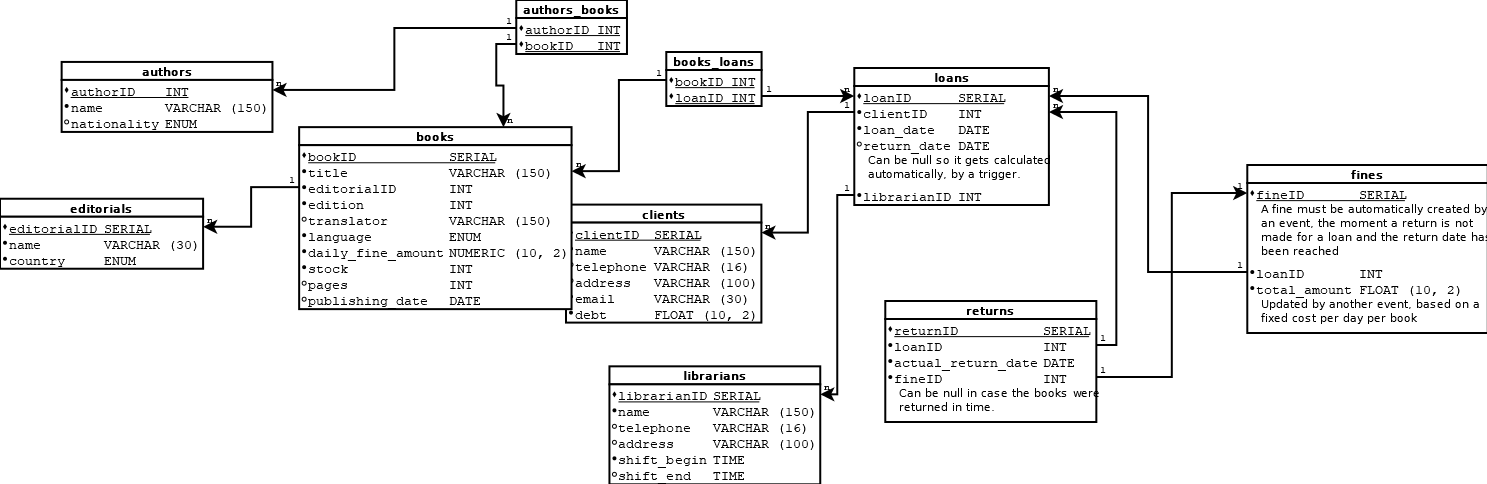 authors_books
authorID INT
bookID INT
authors
authorID INT
name VARCHAR (150)
nationality ENUM
books_loans
bookID INT
loanID INT
loans
loanID SERIAL
clientID INT
loan_date DATE
return_date DATE
Can be null so it gets calculated
automatically, by a trigger.
librarianID INT
books
bookID SERIAL
title VARCHAR (150)
editorialID INT
edition INT
translator VARCHAR (150)
language ENUM
daily_fine_amount NUMERIC (10, 2)
stock INT
pages INT
publishing_date DATE
editorials
editorialID SERIAL
name VARCHAR (30)
country ENUM
clients
clientID SERIAL
name VARCHAR (150)
telephone VARCHAR (16)
address VARCHAR (100)
email VARCHAR (30)
debt FLOAT (10, 2)
fines
fineID SERIAL
A fine must be automatically created by
an event, the moment a return is not
made for a loan and the return date has
been reached
loanID INT
total_amount FLOAT (10, 2)
Updated by another event, based on a
fixed cost per day per book
returns
returnID SERIAL
loanID INT
actual_return_date DATE
fineID INT
Can be null in case the books were
returned in time.
librarians
librarianID SERIAL
name VARCHAR (150)
telephone VARCHAR (16)
address VARCHAR (100)
shift_begin TIME
shift_end TIME
1
n
1
n
1
n
1
n
1
n
1
n
1
n
1
n
1
n
1
1